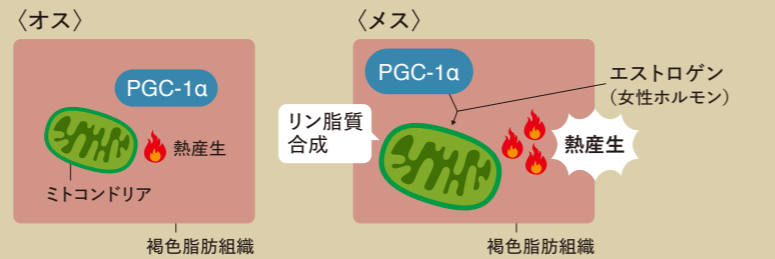 〈オス〉
PGC-1α
熱産生
ミトコンドリア
褐色脂肪組織
〈メス〉
PGC-1α
エストロゲン
（女性ホルモン）
リン脂質
合成
熱産生
褐色脂肪組織